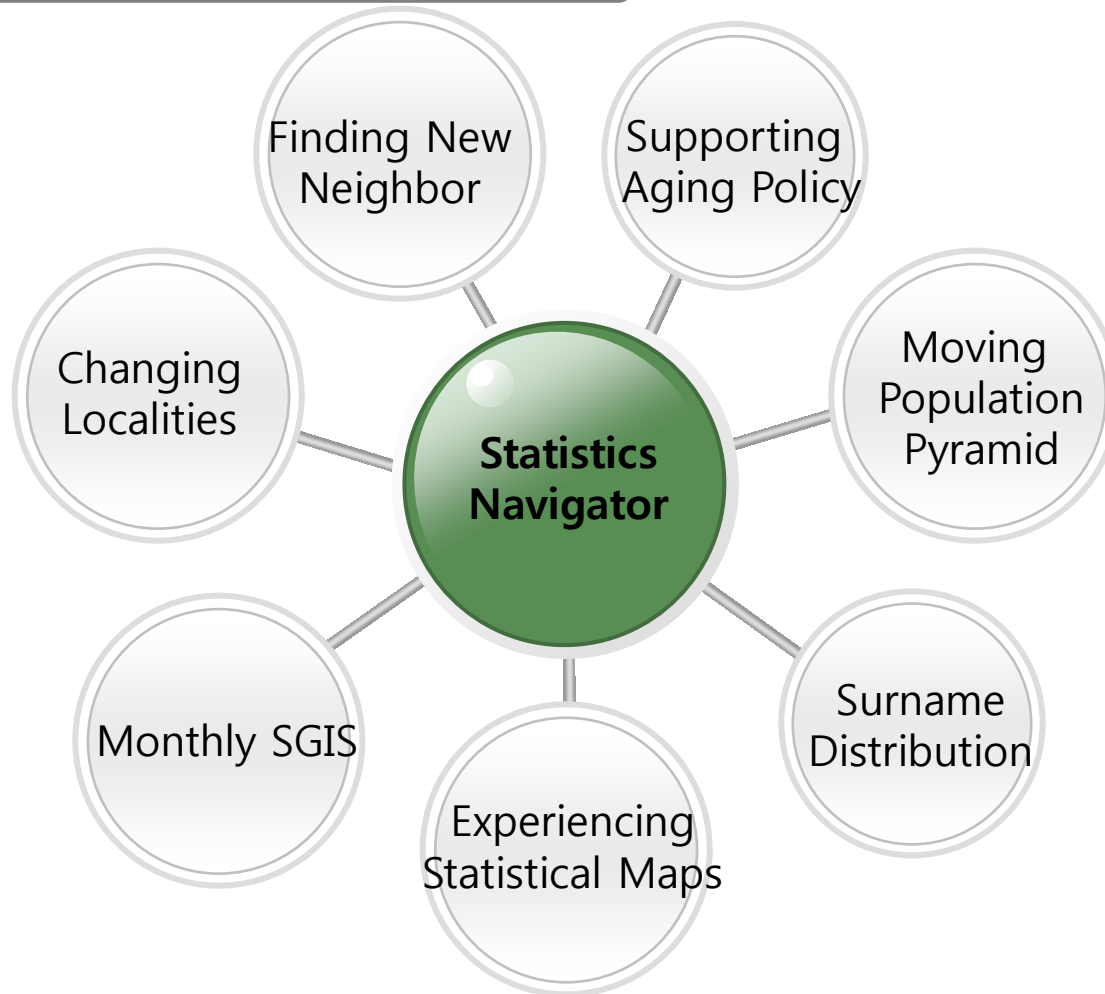 Finding New
Neighbor
Supporting
Aging Policy
Changing
Localities
Moving
Population
Pyramid
Statistics
Navigator
Monthly SGIS
Surname
Distribution
Experiencing
Statistical Maps